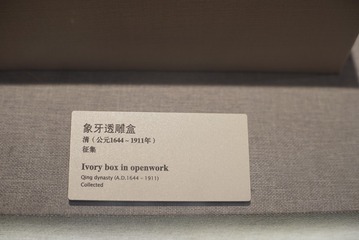 象牙透雕盒
清（公元1644－1911年）
征集
Ivory box in openwork
Qing dynasty (A.D.1644－1911)
Collected